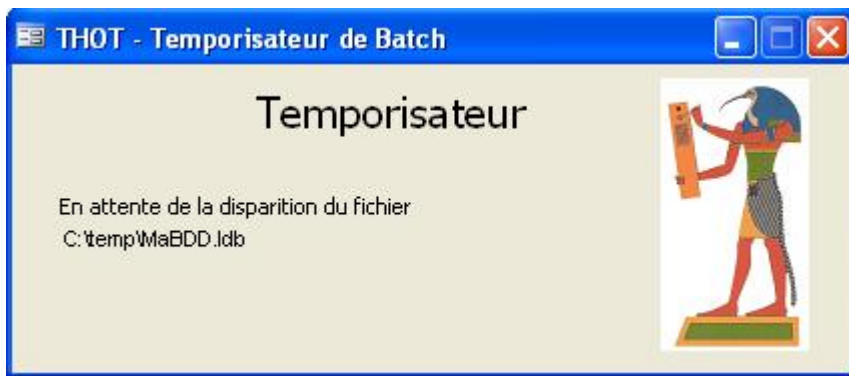 THOT - Temporisateur de Batch
Temporisateur
En attente de la disparition du fichier
C:\temp\MaBDD.ldb